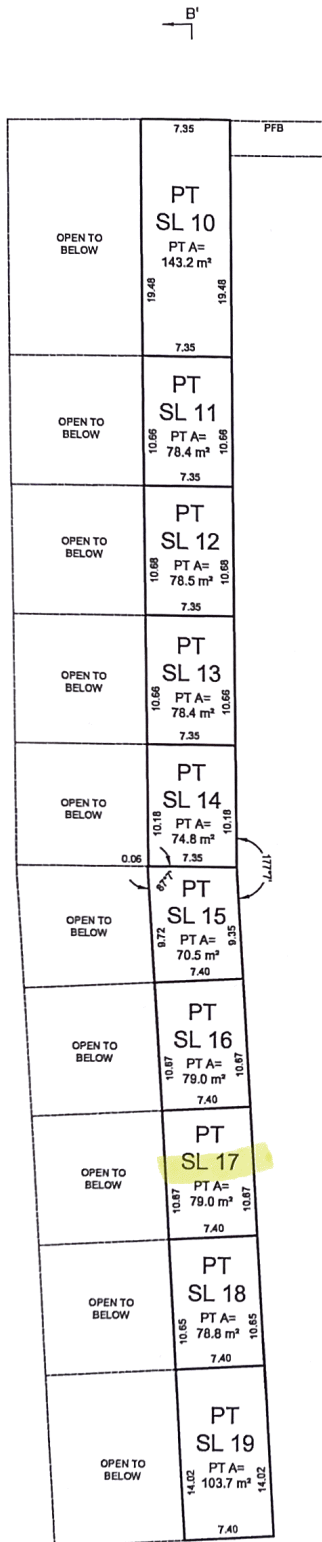 B'
7.35
PFB
OPEN TO
BELOW
PT
SL 10
PT A=
143.2 m²
19.48
19.48
7.35
OPEN TO
BELOW
PT
SL 11
PT A=
78.4 m²
10.66
10.66
7.35
OPEN TO
BELOW
PT
SL 12
PT A=
78.5 m²
10.68
10.68
7.35
OPEN TO
BELOW
PT
SL 13
PT A=
78.4 m²
10.66
10.66
7.35
OPEN TO
BELOW
PT
SL 14
PT A=
74.8 m²
10.18
10.18
0.06
7.35
177°7'
87°7'
OPEN TO
BELOW
PT
SL 15
PT A=
70.5 m²
9.72
9.35
7.40
OPEN TO
BELOW
PT
SL 16
PT A=
79.0 m²
10.67
10.67
7.40
OPEN TO
BELOW
PT
SL 17
PT A=
79.0 m²
10.67
10.67
7.40
OPEN TO
BELOW
PT
SL 18
PT A=
78.8 m²
10.65
10.65
7.40
OPEN TO
BELOW
PT
SL 19
PT A=
103.7 m²
14.02
14.02
7.40